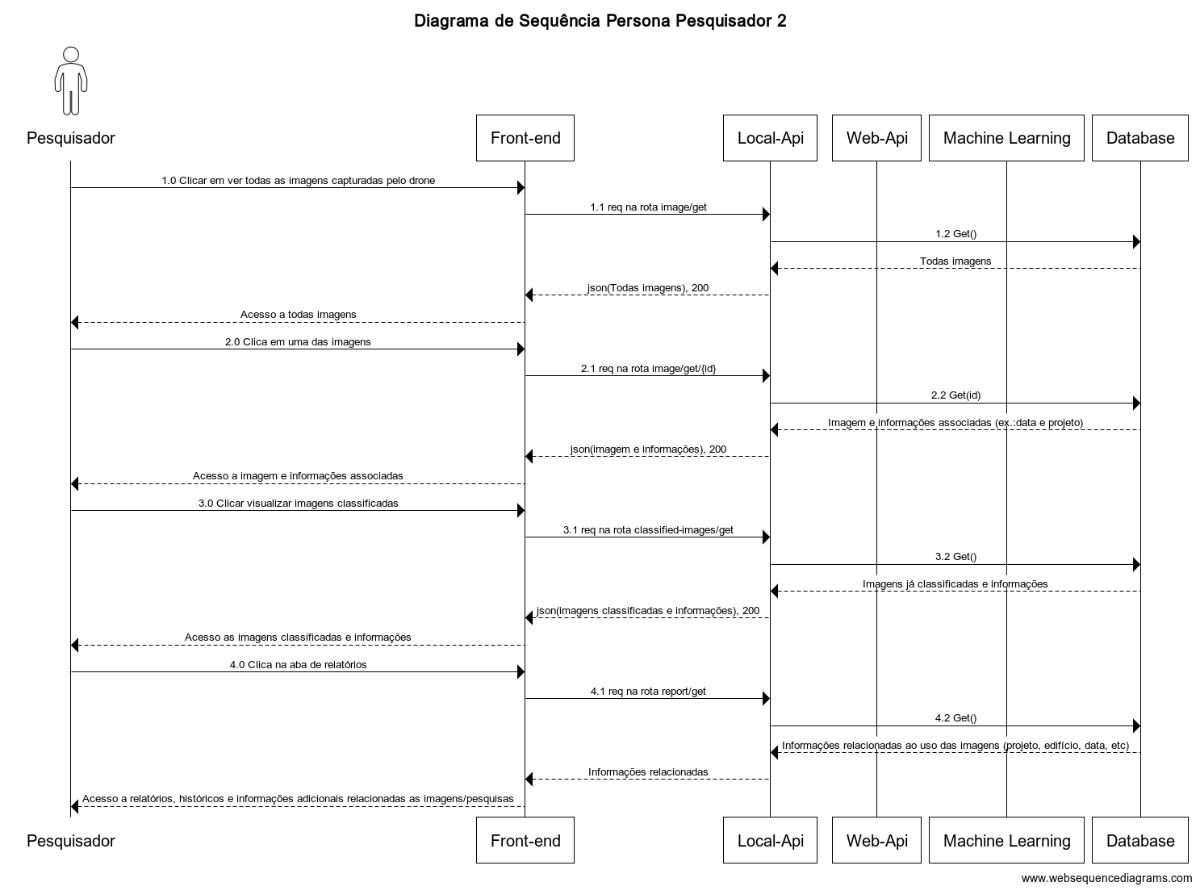 Diagrama de Sequência Persona Pesquisador 2
Pesquisador
Front-end
Local-Api
Web-Api
Machine Learning
Database
1.0 Clicar em ver todas as imagens capturadas pelo drone
1.1 req na rota image/get
1.2 Get()
Todas imagens
json(Todas imagens), 200
Acesso a todas imagens
2.0 Clica em uma das imagens
2.1 req na rota image/get/{id}
2.2 Get(id)
Imagem e informações associadas (ex.:data e projeto)
json(imagem e informações), 200
Acesso a imagem e informações associadas
3.0 Clicar visualizar imagens classificadas
3.1 req na rota classified-images/get
3.2 Get()
Imagens já classificadas e informações
json(imagens classificadas e informações), 200
Acesso as imagens classificadas e informações
4.0 Clica na aba de relatórios
4.1 req na rota report/get
4.2 Get()
Informações relacionadas ao uso das imagens (projeto, edifício, data, etc)
Informações relacionadas
Acesso a relatórios, históricos e informações adicionais relacionadas as imagens/pesquisas
Pesquisador
Front-end
Local-Api
Web-Api
Machine Learning
Database
www.websequencediagrams.com